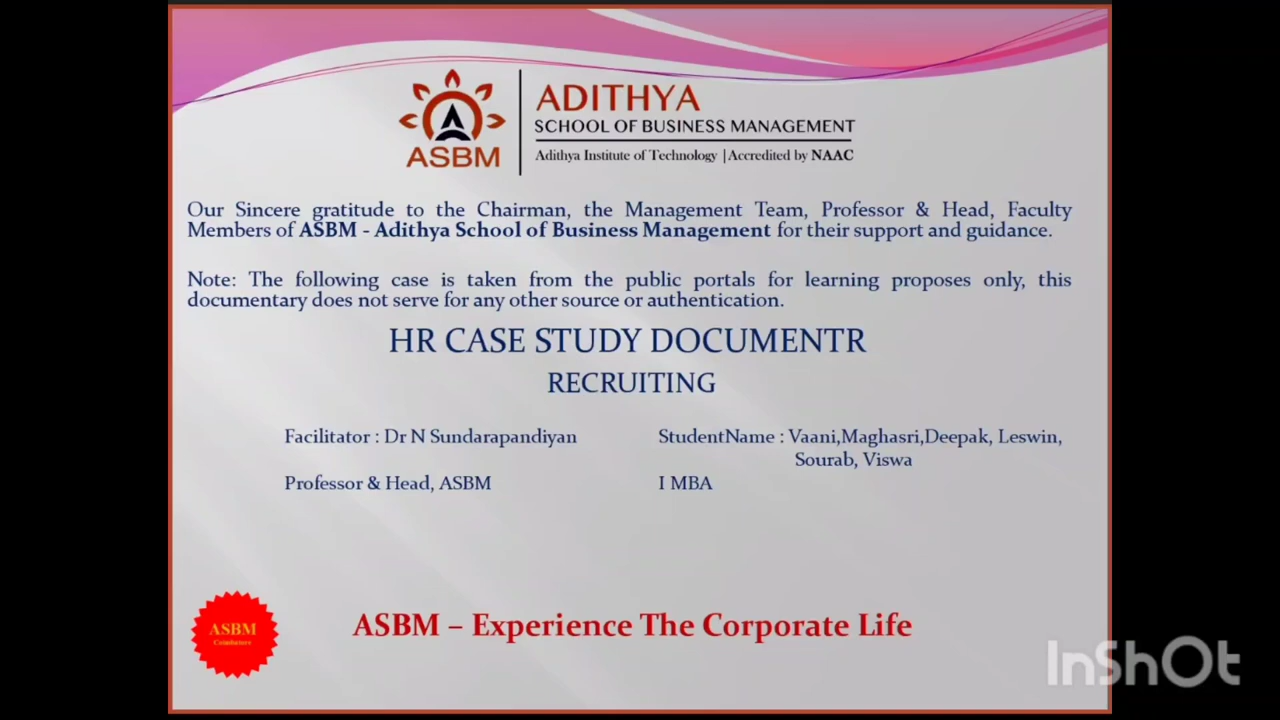 ADITHYA
SCHOOL OF BUSINESS MANAGEMENT
ASBM
Adithya Institute of Technology | Accredited by NAAC
Our Sincere gratitude to the Chairman, the Management Team, Professor & Head, Faculty
Members of ASBM - Adithya School of Business Management for their support and guidance.
Note: The following case is taken from the public portals for learning proposes only, this
documentary does not serve for any other source or authentication.
HR CASE STUDY DOCUMENTR
RECRUITING
Facilitator : Dr N Sundarapandiyan
Professor & Head, ASBM
StudentName : Vaani,Maghasri,Deepak, Leswin,
Sourab, Viswa
I MBA
ASBM
Coimbatore
ASBM – Experience The Corporate Life
InShOt